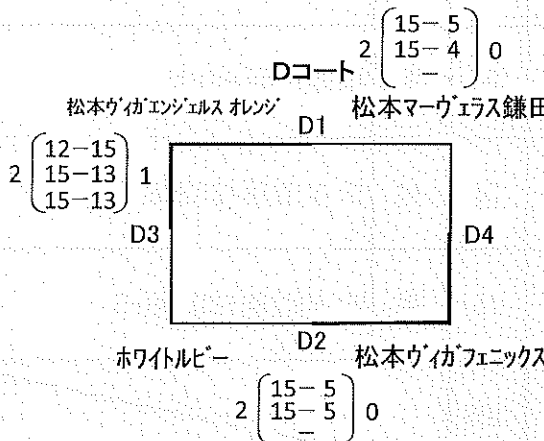 Dコート
2 15－5 0
15－4
－
松本ヴィガエンジェルス オレンジ
松本マーヴェラス鎌田
D1
2 12－15 1
15－13
15－13
D3
D4
D2
ホワイトルビー
松本ヴィガフェニックス
2 15－5 0
15－5
－